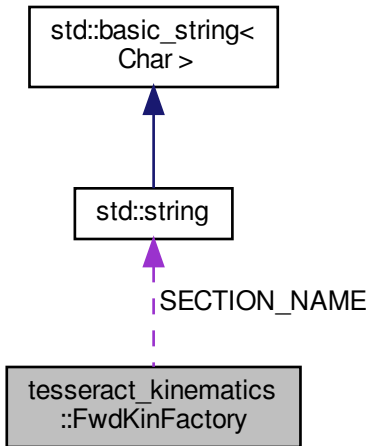 std::basic_string<
Char >
std::string
SECTION_NAME
tesseract_kinematics
::FwdKinFactory